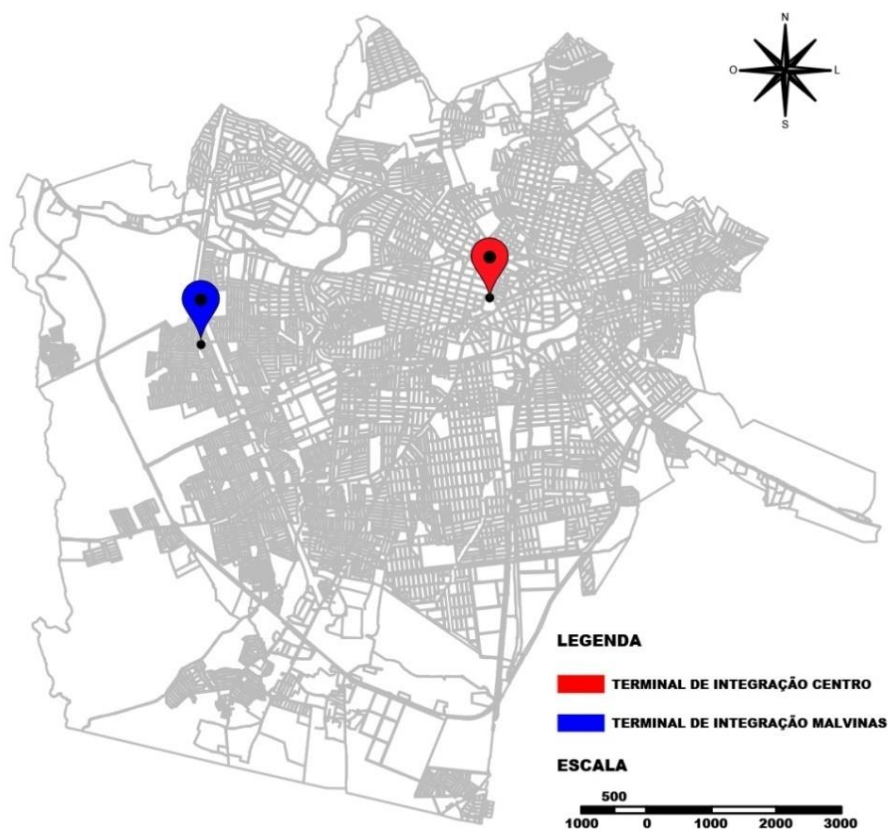 N
O L
S
LEGENDA
TERMINAL DE INTEGRAÇÃO CENTRO
TERMINAL DE INTEGRAÇÃO MALVINAS
ESCALA
500
1000 0 1000 2000 3000